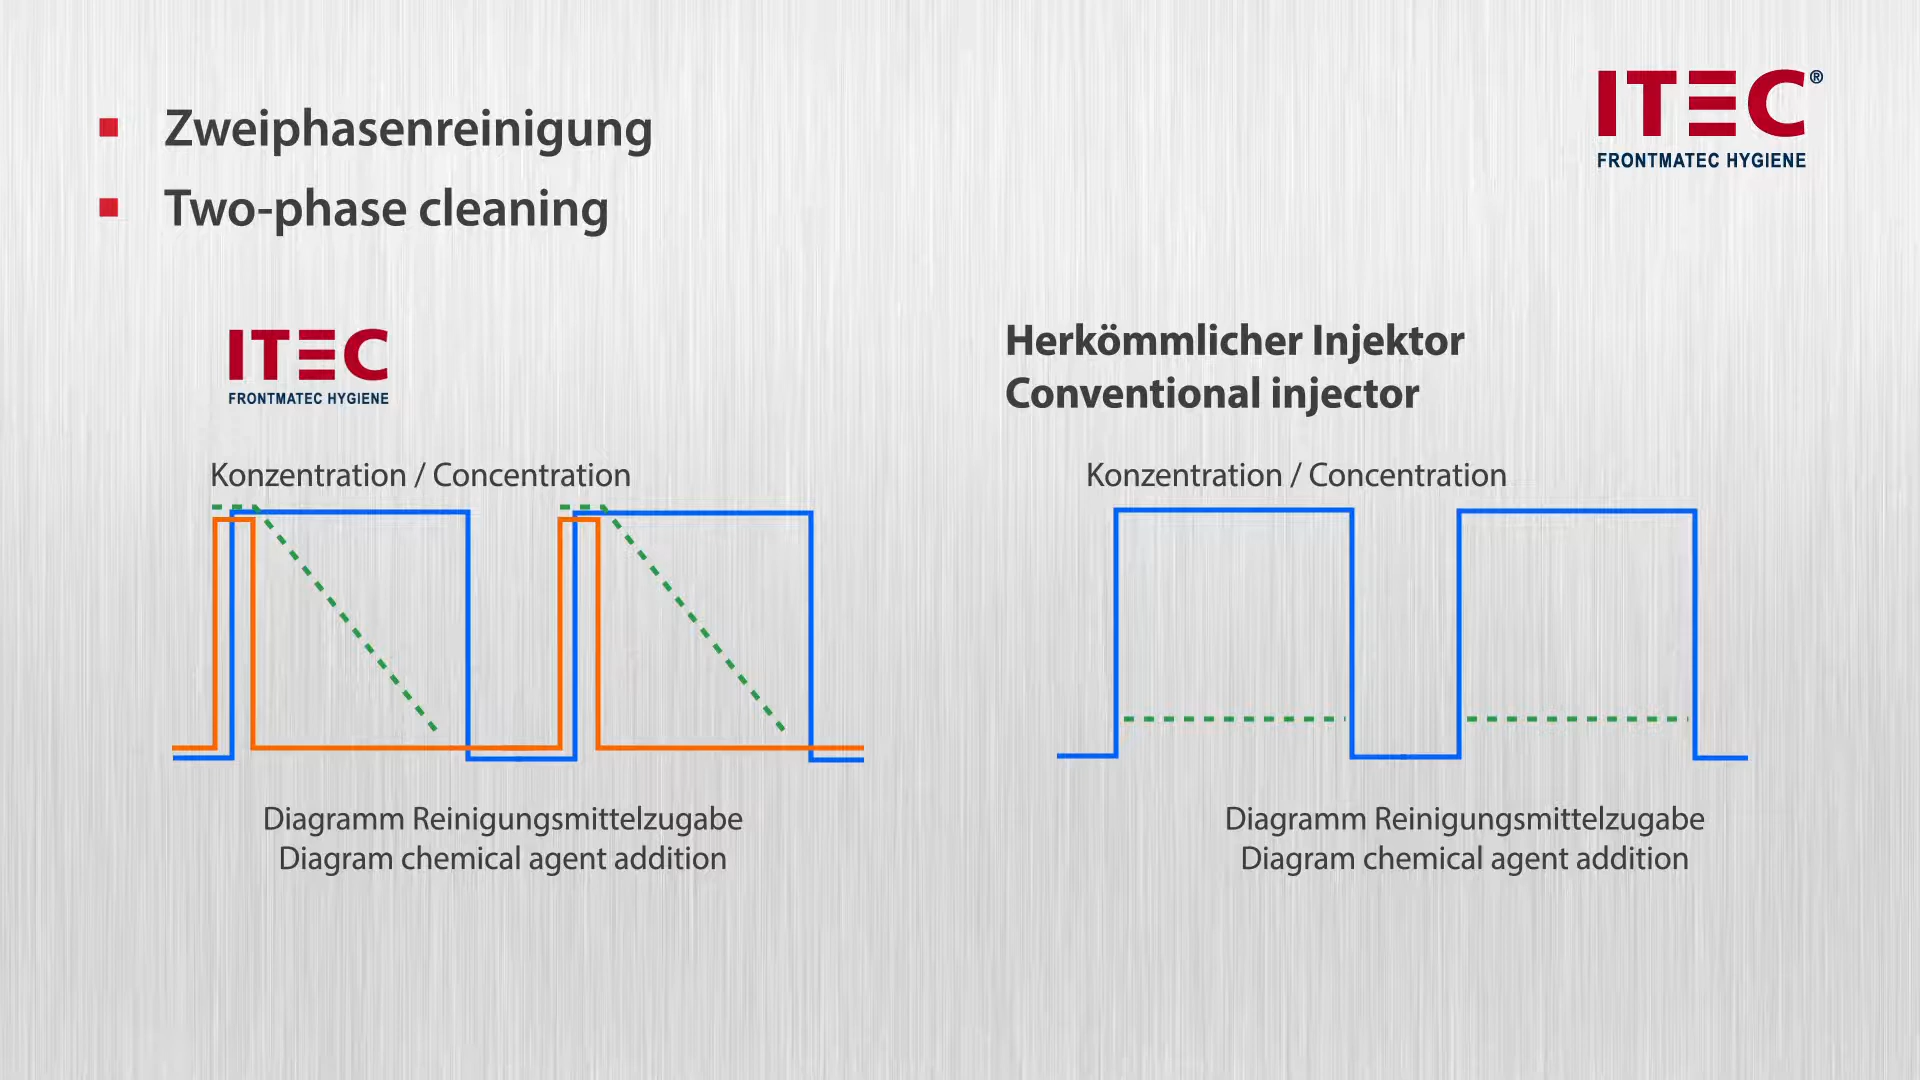 Zweiphasenreinigung
Two-phase cleaning
ITEC®
FRONTMATEC HYGIENE
ITEC
FRONTMATEC HYGIENE
Konzentration / Concentration
Diagramm Reinigungsmittelzugabe
Diagram chemical agent addition
Herkömmlicher Injektor
Conventional injector
Konzentration / Concentration
Diagramm Reinigungsmittelzugabe
Diagram chemical agent addition